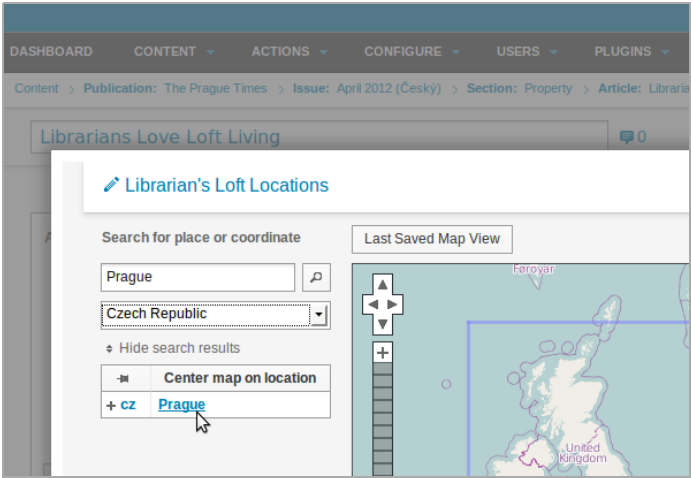 DASHBOARD CONTENT ACTIONS CONFIGURE USERS PLUGINS
Content > Publication: The Prague Times > Issue: April 2012 (Český) > Section: Property > Article: Libraria
Librarians Love Loft Living 0
Librarian's Loft Locations
Search for place or coordinate Last Saved Map View
Prague
Føroyar
Czech Republic
Hide search results
Center map on location
+ cz Prague
United
Kingdom